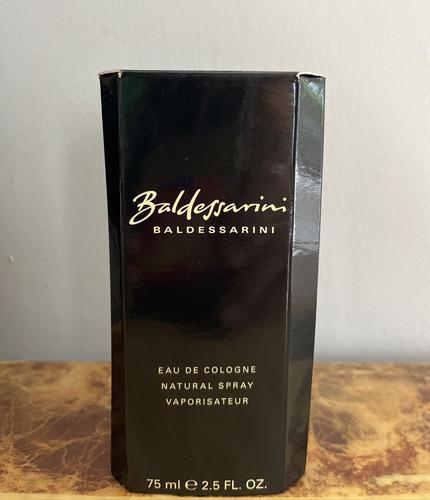 Baldessarini
BALDESSARINI
EAU DE COLOGNE
NATURAL SPRAY
VAPORISATEUR
75 ml ℮ 2.5 FL. OZ.